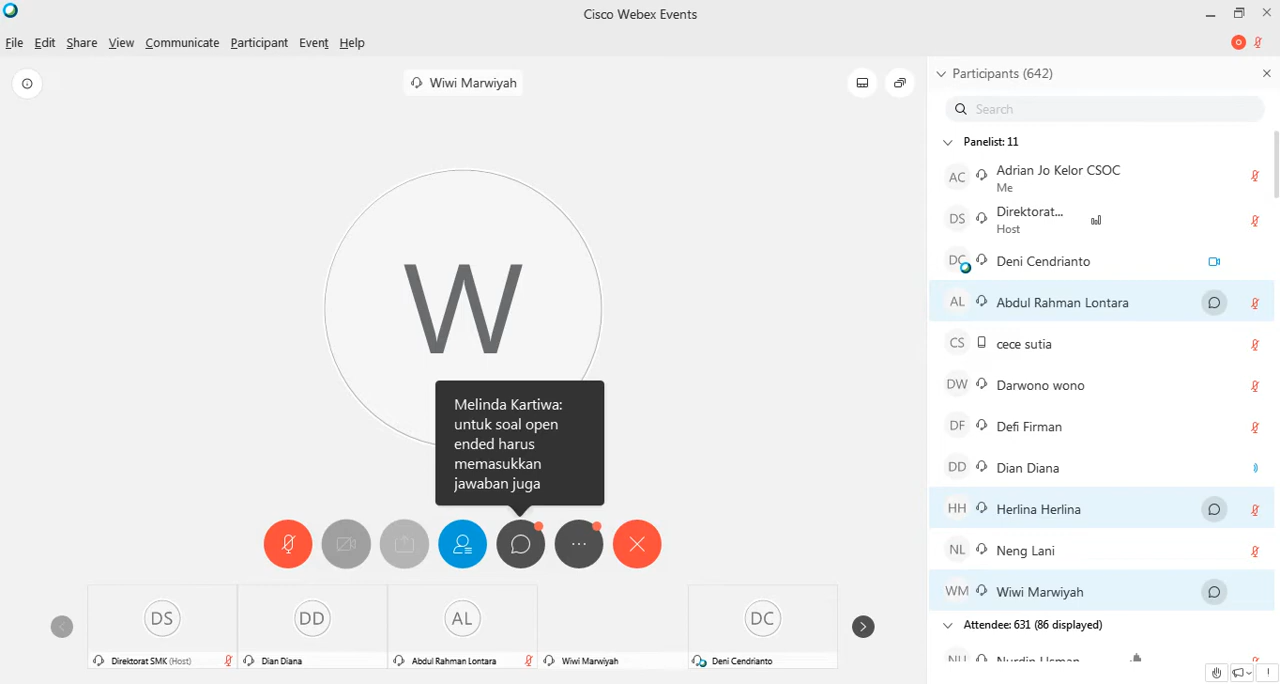 Cisco Webex Events
File Edit Share View Communicate Participant Event Help
Wiwi Marwiyah
W
Melinda Kartiwa:
untuk soal open
ended harus
memasukkan
jawaban juga
DS
Direktorat SMK (Host)
DD
Dian Diana
AL
Abdul Rahman Lontara
Wiwi Marwiyah
DC
Deni Cendrianto
Participants (642)
Search
Panelist: 11
AC Adrian Jo Kelor CSOC
Me
DS Direktorat...
Host
DC Deni Cendrianto
AL Abdul Rahman Lontara
CS cece sutia
DW Darwono wono
DF Defi Firman
DD Dian Diana
HH Herlina Herlina
NL Neng Lani
WM Wiwi Marwiyah
Attendee: 631 (86 displayed)
NU Nurdin Usman